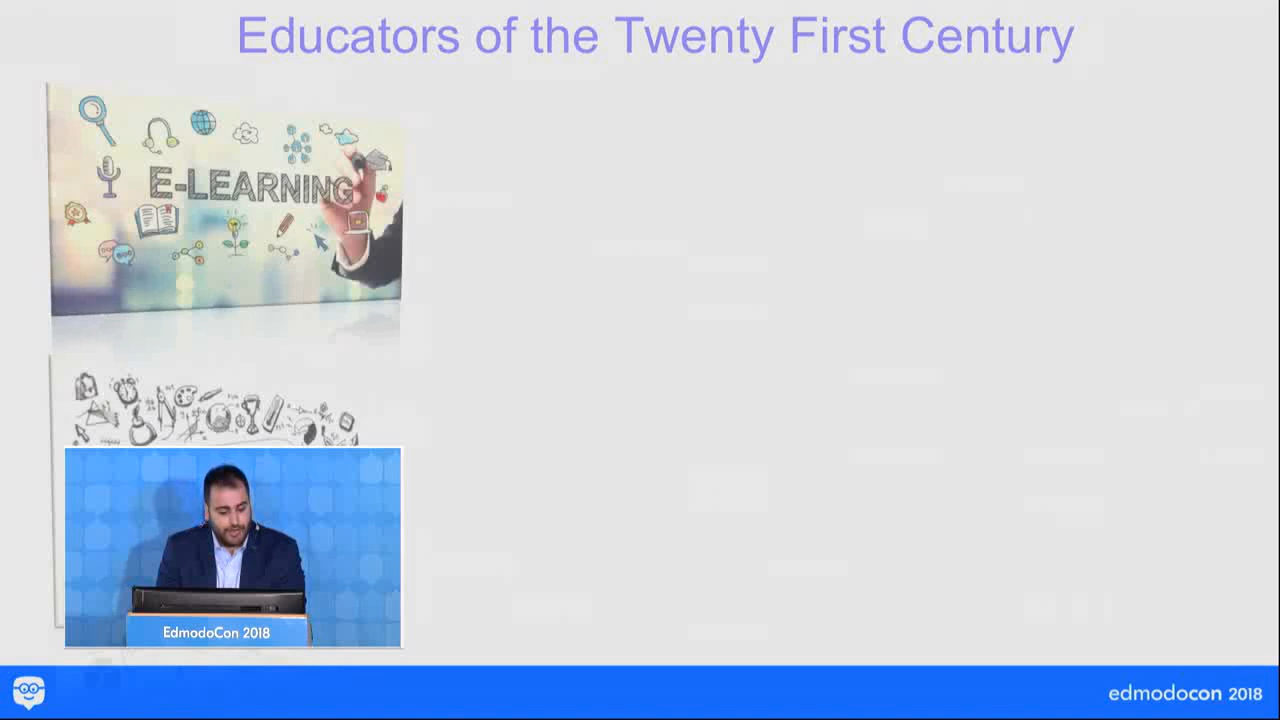 Educators of the Twenty First Century
E-LEARNING
EdmodoCon 2018
edmodocon 2018